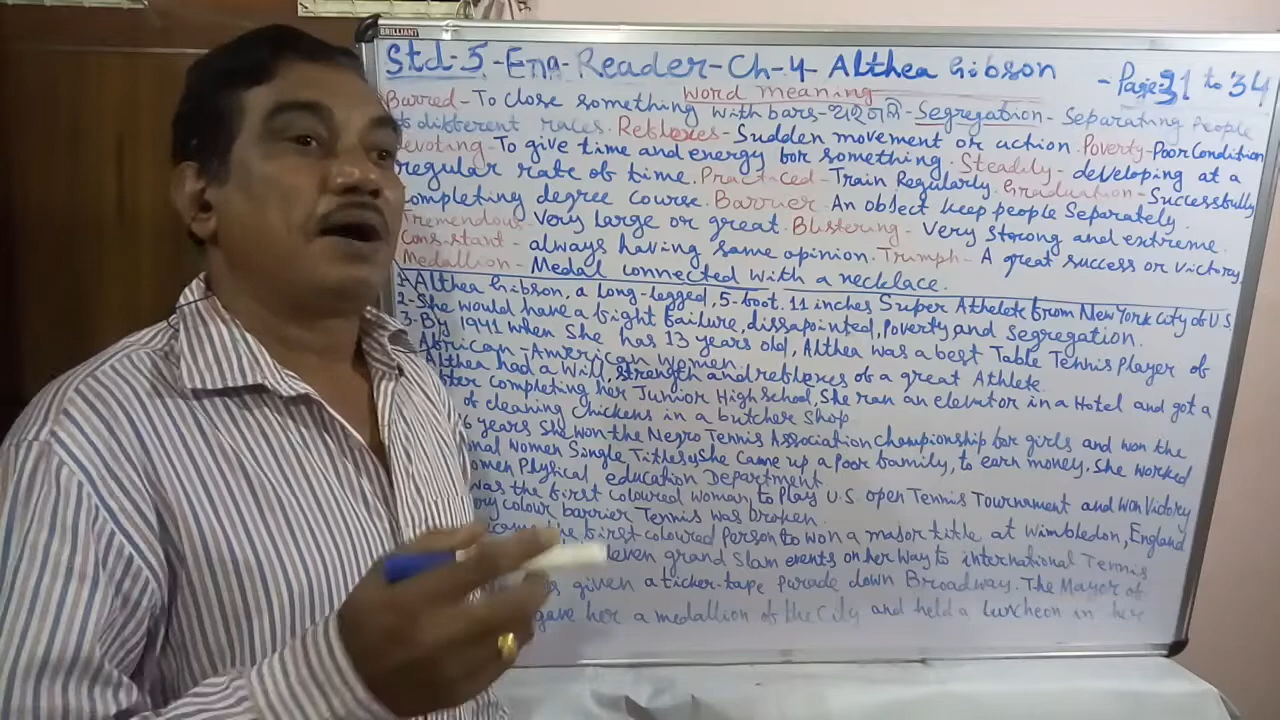 BRILLIANT
Std-5-Eng-Reader-Ch-4-Althea Gibson -Page 31 to 34
Word meaning
Barred-To close something with bars- -Segregation-Separating People
different races. Reflexes-Sudden movement or action. Poverty-Poor Condition
evoting-To give time and energy for something. Steadily-developing at a
regular rate of time. Practiced-Train Regularly. Graduation-Successfully
completing degree course. Barrier-An object keep people Separately.
Tremendous-Very large or great. Blustering-Very Strong and extreme.
Constant-always having same opinion. Trumph-A great success or victory,
Medallion-Medal connected with a necklace.
1-Althea Gibson, a long-legged, 5-foot. 11 inches Super Athelete from New York City of U.S.
2-She would have a fight failure, dissapointed, Poverty, and Segregation.
3-By 1941 when She has 13 years old, Althea was a best Table Tennis Player of
African-American Women.
Althea had a will, strength and reflexes of a great Athlete.
fter completing her Junior High School, She ran an elevator in a Hotel and got a
of cleaning chickens in a butcher shop
6 years She won the Negro Tennis Association Championship for girls and won the
onal women Single Titles, She came up a Poor family, to earn money. She worked
omen Physical education Department.
was the first coloured woman, to Play U.S. open Tennis Tournament and won Victory
ory colour barrier Tennis was broken.
came the first coloured Person to won a major title at Wimbledon, England
leven grand slam events on her way to international Tennis
s given a ticker-tape Parade down Broadway. The Mayor of
gave her a medallion of the City and held a luncheon in her